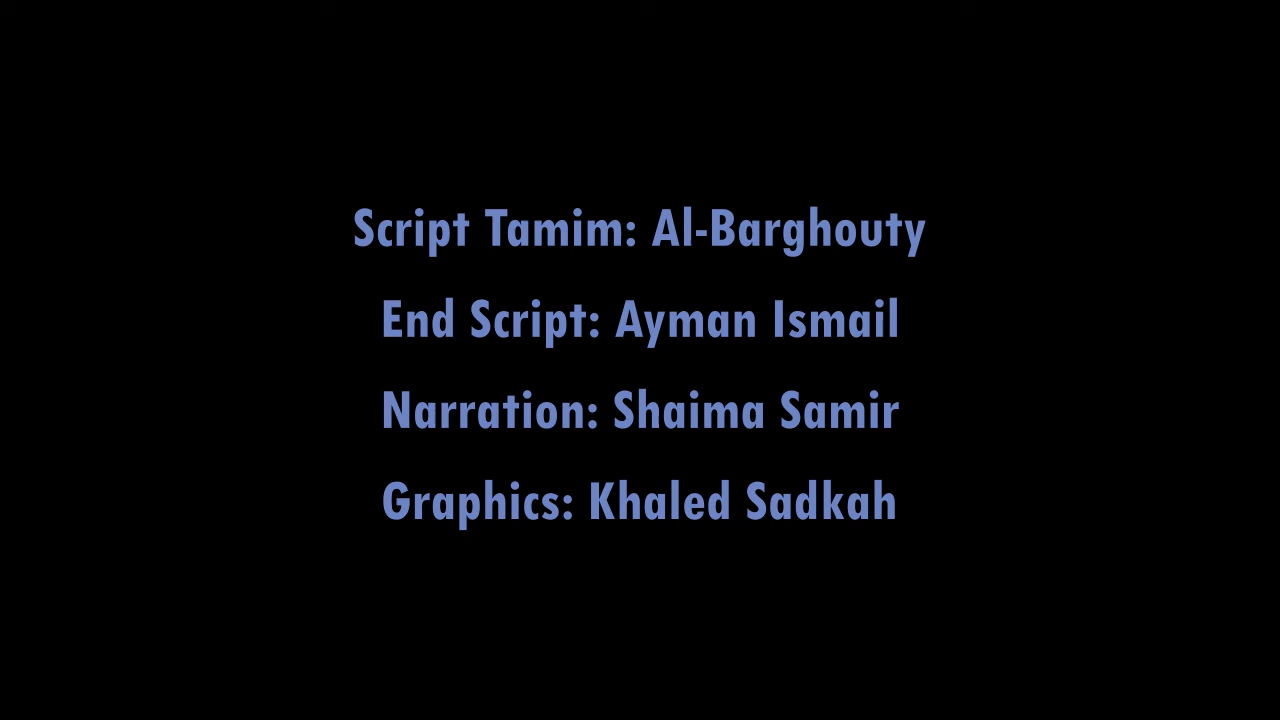 Script Tamim: Al-Barghouty
End Script: Ayman Ismail
Narration: Shaima Samir
Graphics: Khaled Sadkah